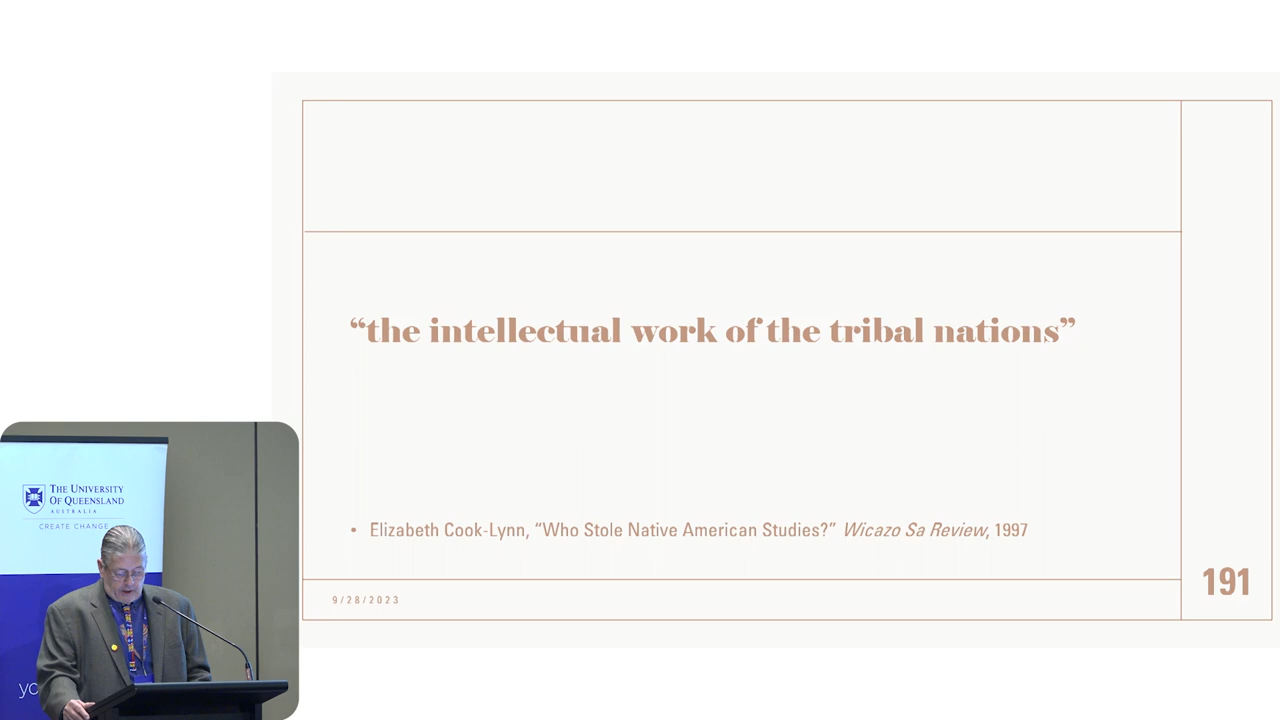 “the intellectual work of the tribal nations”
• Elizabeth Cook-Lynn, “Who Stole Native American Studies?” Wicazo Sa Review, 1997
9/28/2023
191
THE UNIVERSITY
OF QUEENSLAND
AUSTRALIA
CREATE CHANGE